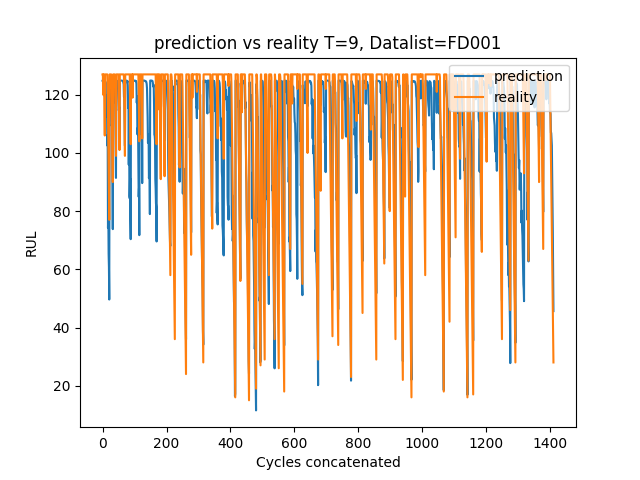 prediction vs reality T=9, Datalist=FD001
prediction
reality
RUL
120
100
80
60
40
20
0 200 400 600 800 1000 1200 1400
Cycles concatenated